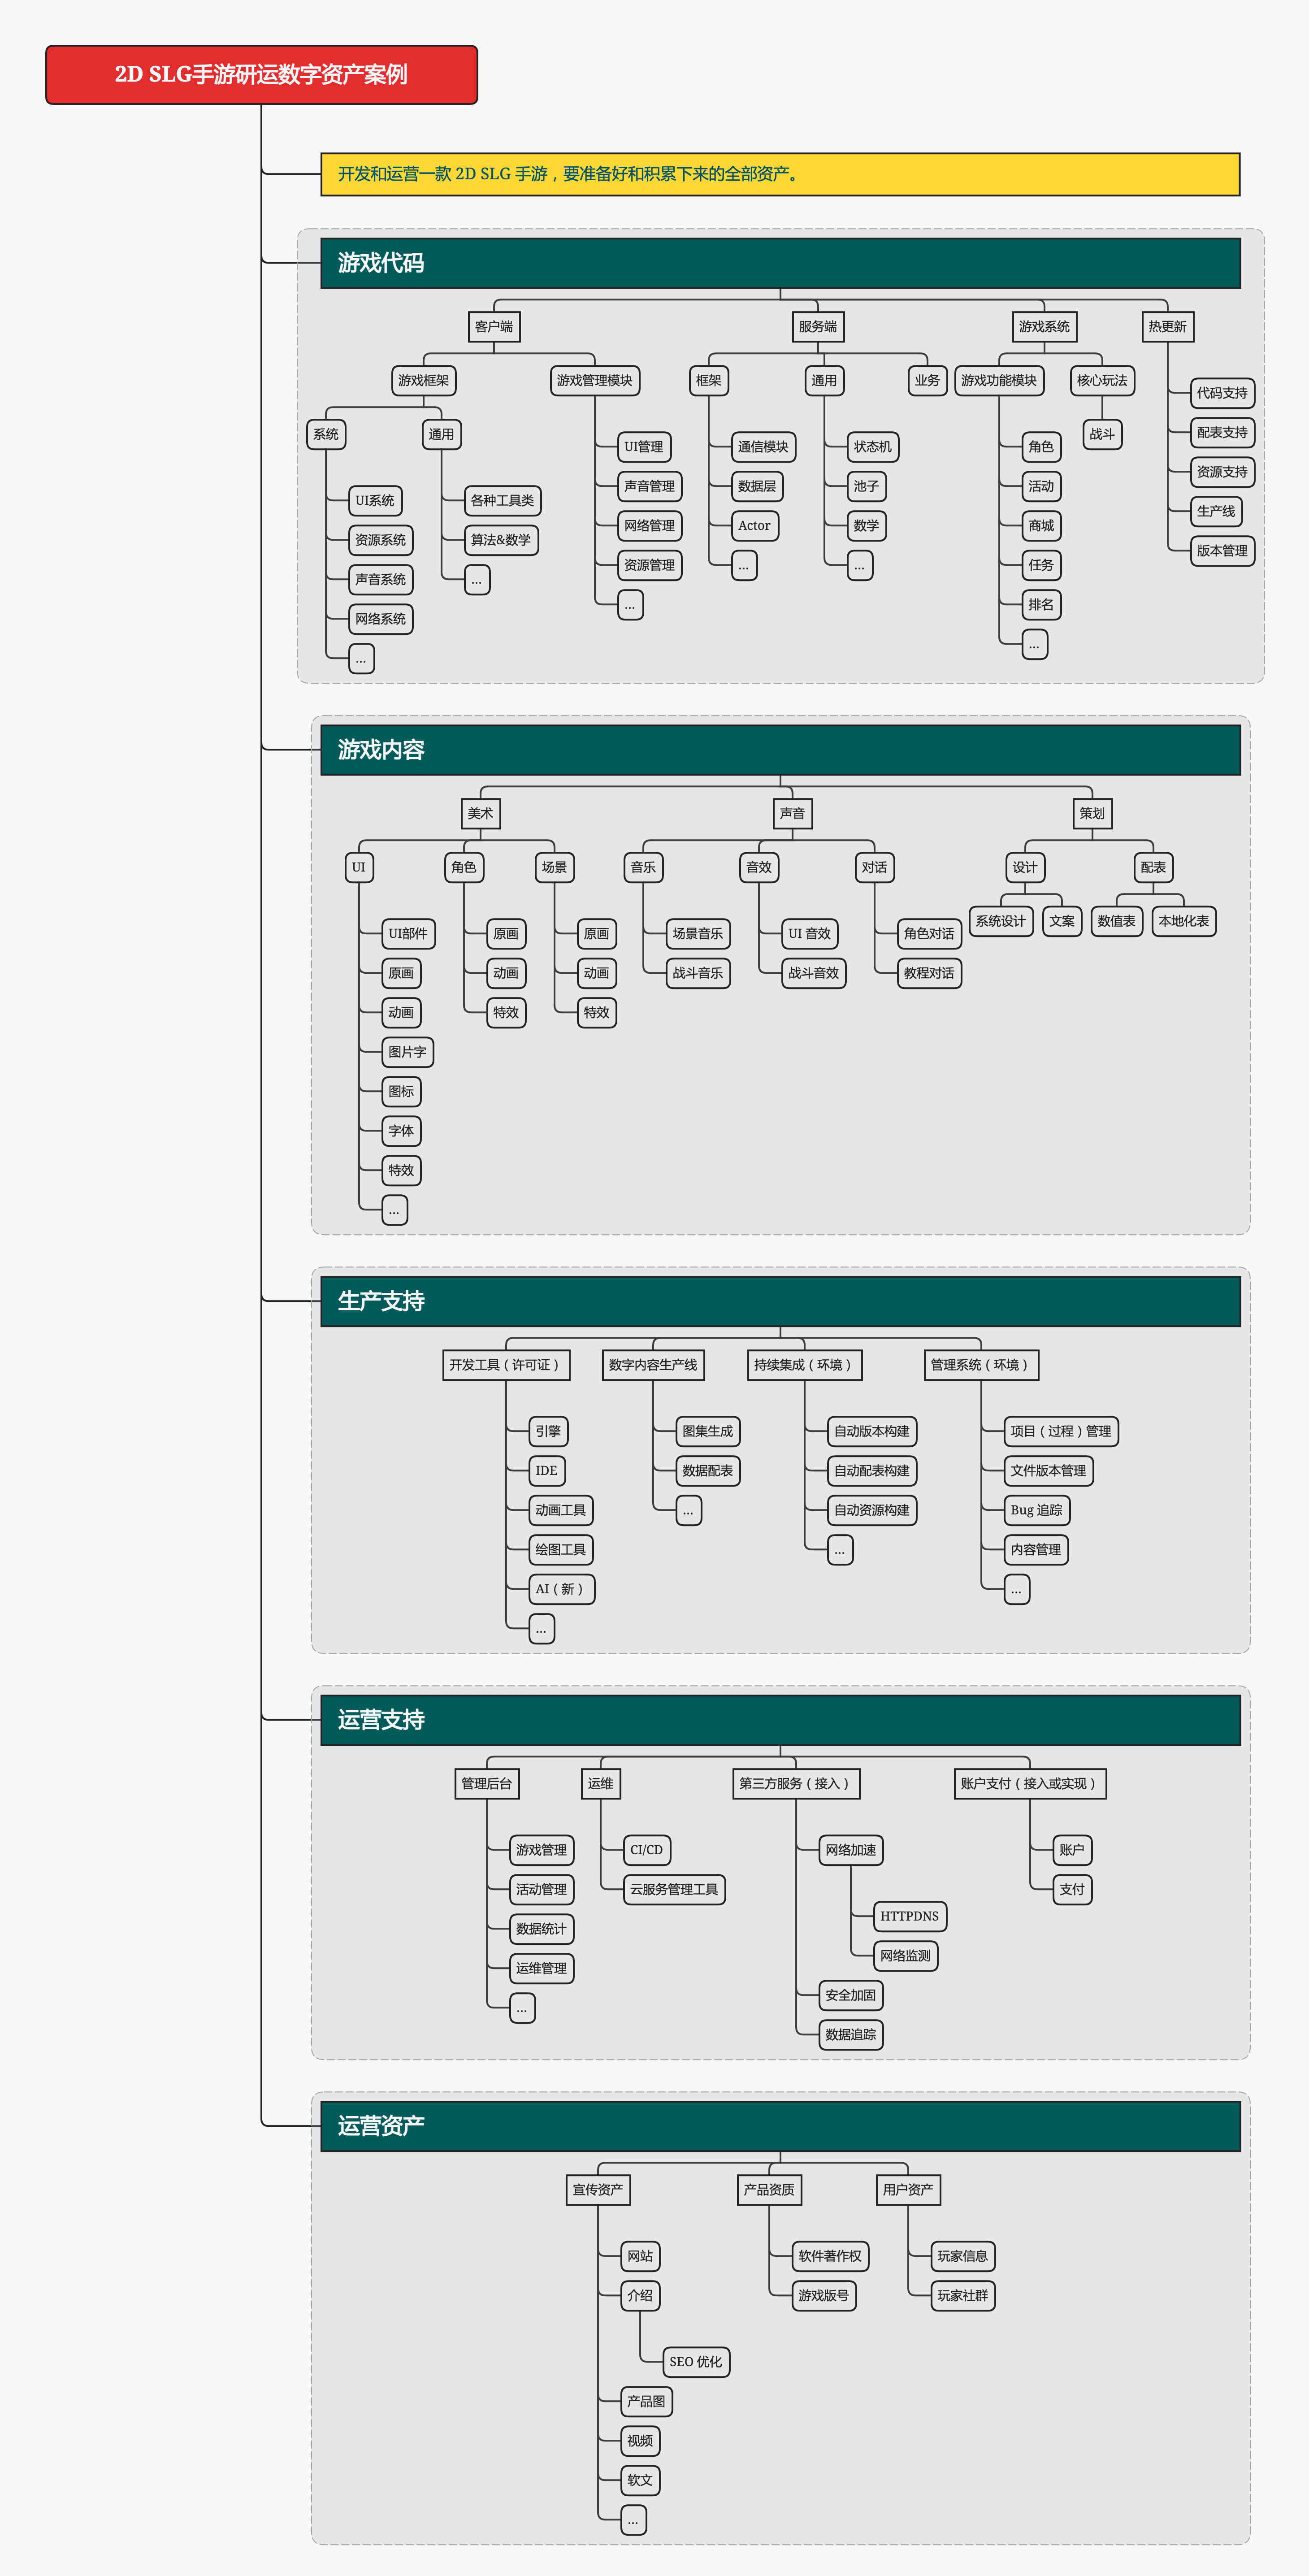 2D SLG手游研运数字资产案例
开发和运营一款 2D SLG 手游，要准备好和积累下来的全部资产。
游戏代码
客户端
游戏框架
系统
UI系统
资源系统
声音系统
网络系统
...
通用
各种工具类
算法&数学
...
游戏管理模块
UI管理
声音管理
网络管理
资源管理
...
服务端
框架
通信模块
数据层
Actor
...
通用
状态机
池子
数学
...
业务
游戏系统
游戏功能模块
角色
活动
商城
任务
排名
...
核心玩法
战斗
热更新
代码支持
配表支持
资源支持
生产线
版本管理
游戏内容
美术
UI
UI部件
原画
动画
图片字
图标
字体
特效
...
角色
原画
动画
特效
场景
原画
动画
特效
声音
音乐
场景音乐
战斗音乐
音效
UI 音效
战斗音效
对话
角色对话
教程对话
策划
设计
系统设计
文案
配表
数值表
本地化表
生产支持
开发工具（许可证）
引擎
IDE
动画工具
绘图工具
AI（新）
...
数字内容生产线
图集生成
数据配表
...
持续集成（环境）
自动版本构建
自动配表构建
自动资源构建
...
管理系统（环境）
项目（过程）管理
文件版本管理
Bug 追踪
内容管理
...
运营支持
管理后台
游戏管理
活动管理
数据统计
运维管理
...
运维
CI/CD
云服务管理工具
第三方服务（接入）
网络加速
HTTPDNS
网络监测
安全加固
数据追踪
账户支付（接入或实现）
账户
支付
运营资产
宣传资产
网站
介绍
SEO 优化
产品图
视频
软文
...
产品资质
软件著作权
游戏版号
用户资产
玩家信息
玩家社群